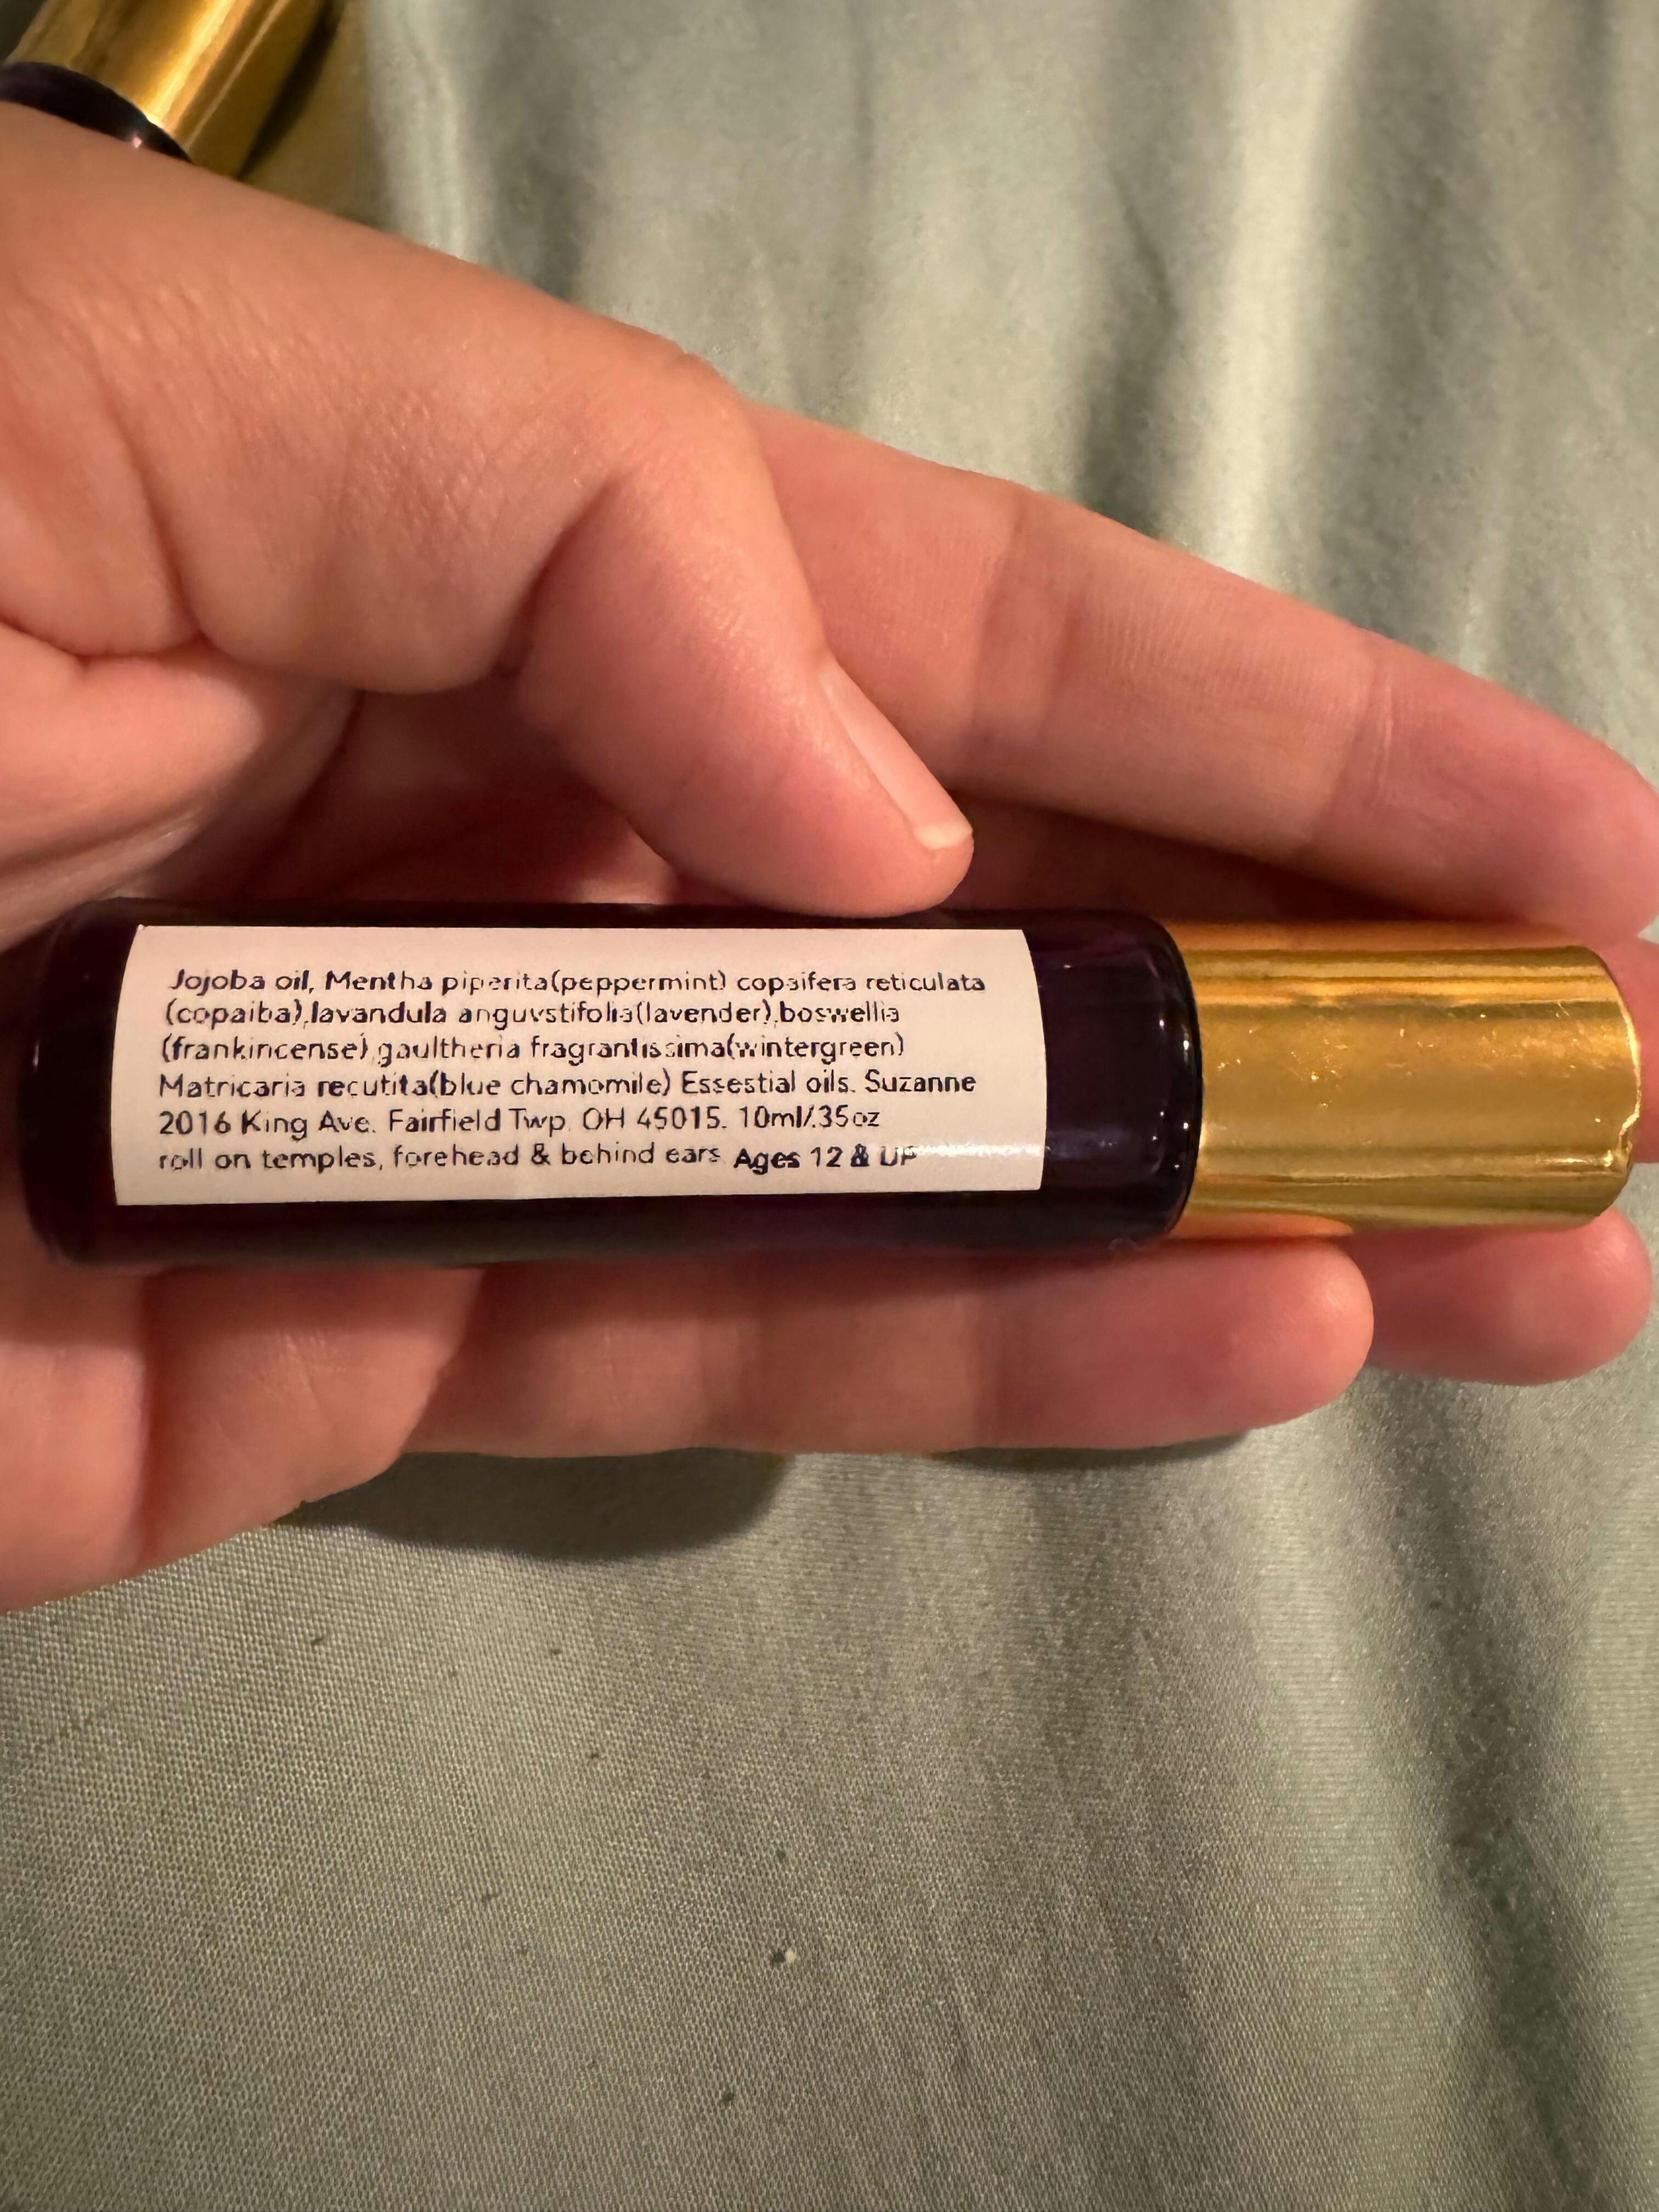 Jojoba oil, Mentha piperita(peppermint) copaifera reticulata
(copaiba),lavandula anguvstifolia(lavender),boswellia
(frankincense),gaultheria fragrantissima(wintergreen)
Matricaria recutita(blue chamomile) Essestial oils. Suzanne
2016 King Ave. Fairfield Twp. OH 45015. 10ml/.35oz
roll on temples, forehead & behind ears Ages 12 & UP